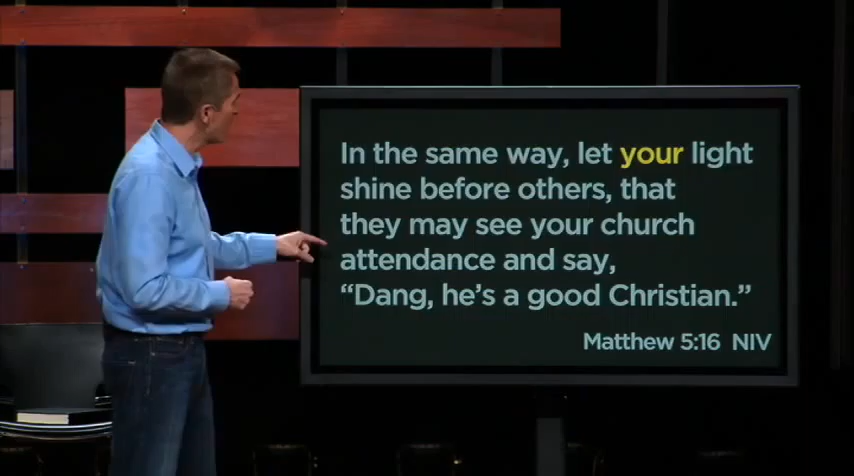 In the same way, let your light
shine before others, that
they may see your church
attendance and say,
“Dang, he’s a good Christian.”
Matthew 5:16 NIV